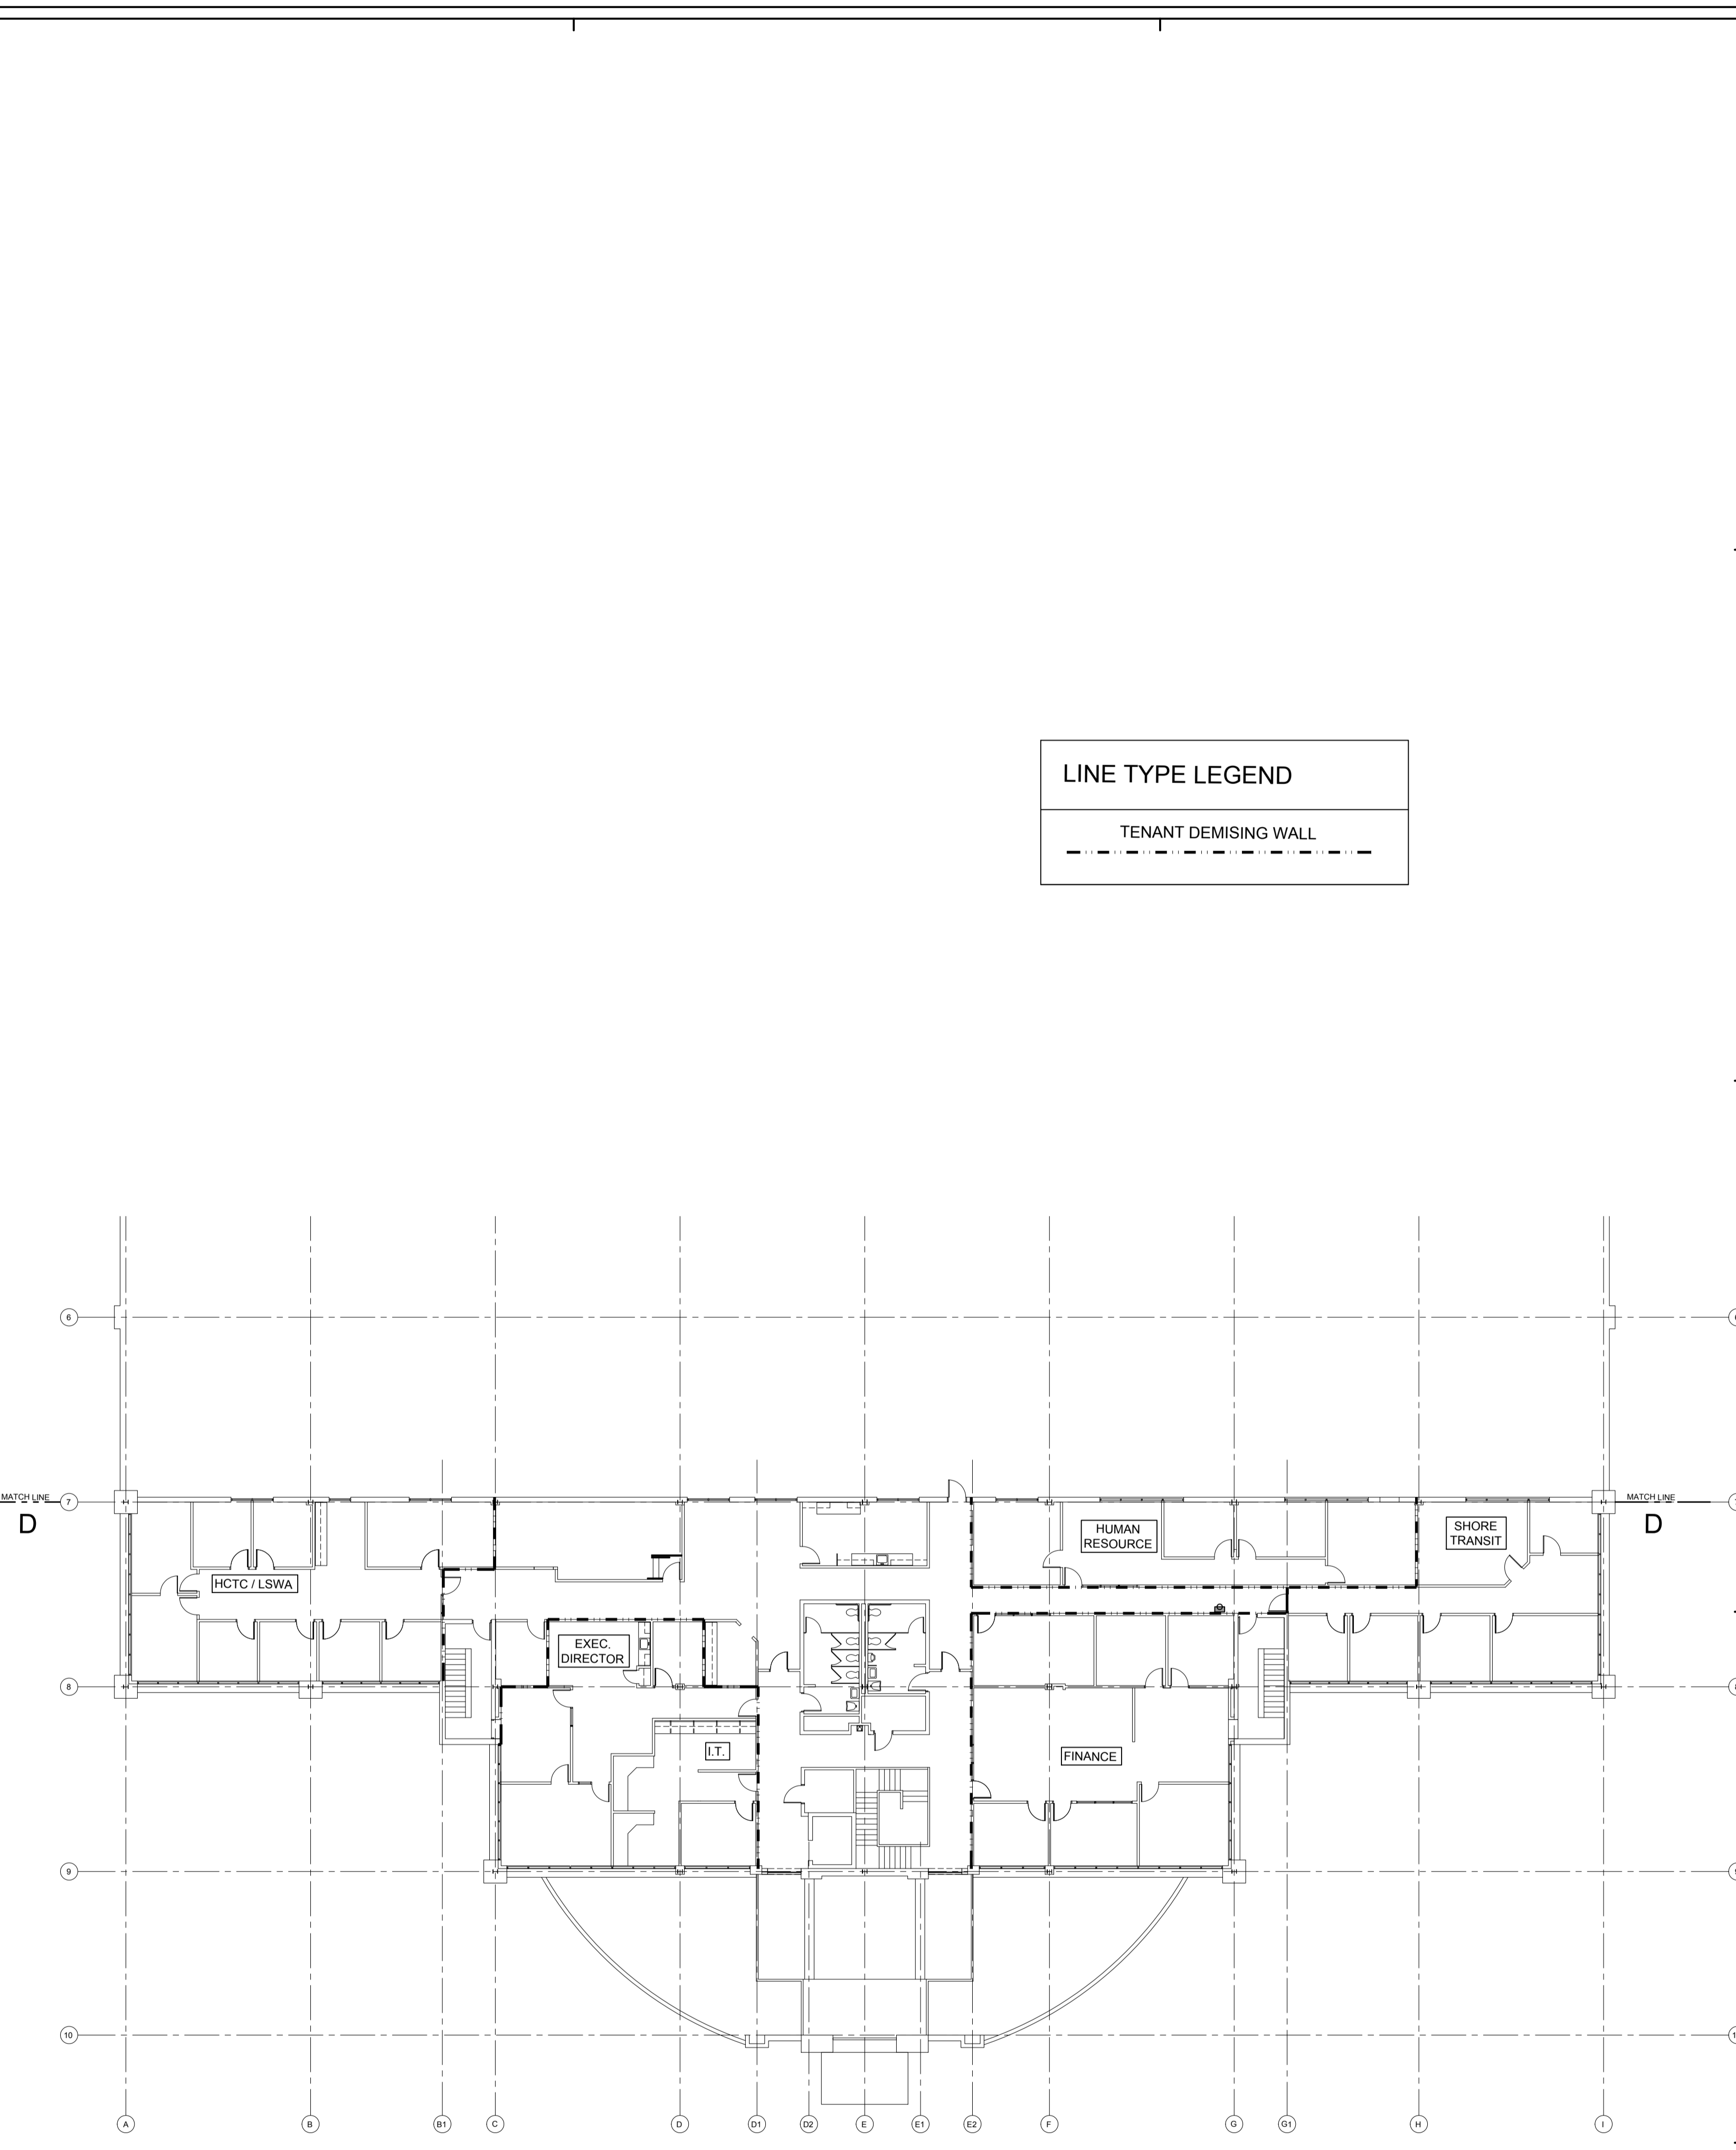 LINE TYPE LEGEND
TENANT DEMISING WALL
6
MATCH LINE
7
D
MATCH LINE
D
HUMAN
RESOURCE
SHORE
TRANSIT
HCTC / LSWA
EXEC.
DIRECTOR
8
I.T.
FINANCE
9
10
A
B
B1
C
D
D1
D2
E
E1
E2
F
G
G1
H
I